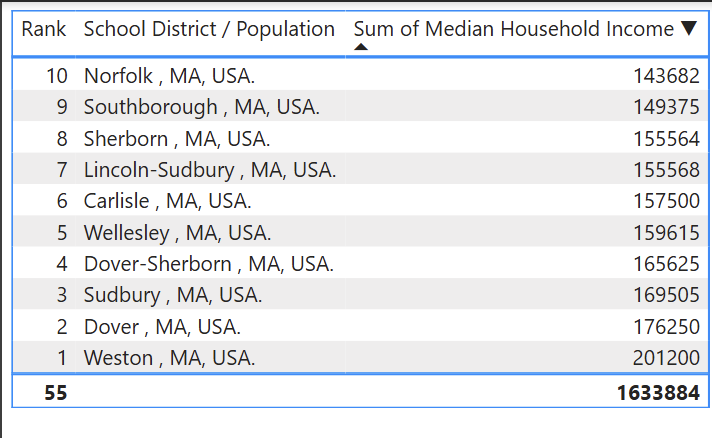 Rank School District / Population Sum of Median Household Income ▼
10 Norfolk , MA, USA. 143682
9 Southborough , MA, USA. 149375
8 Sherborn , MA, USA. 155564
7 Lincoln-Sudbury , MA, USA. 155568
6 Carlisle , MA, USA. 157500
5 Wellesley , MA, USA. 159615
4 Dover-Sherborn , MA, USA. 165625
3 Sudbury , MA, USA. 169505
2 Dover , MA, USA. 176250
1 Weston , MA, USA. 201200
55 1633884